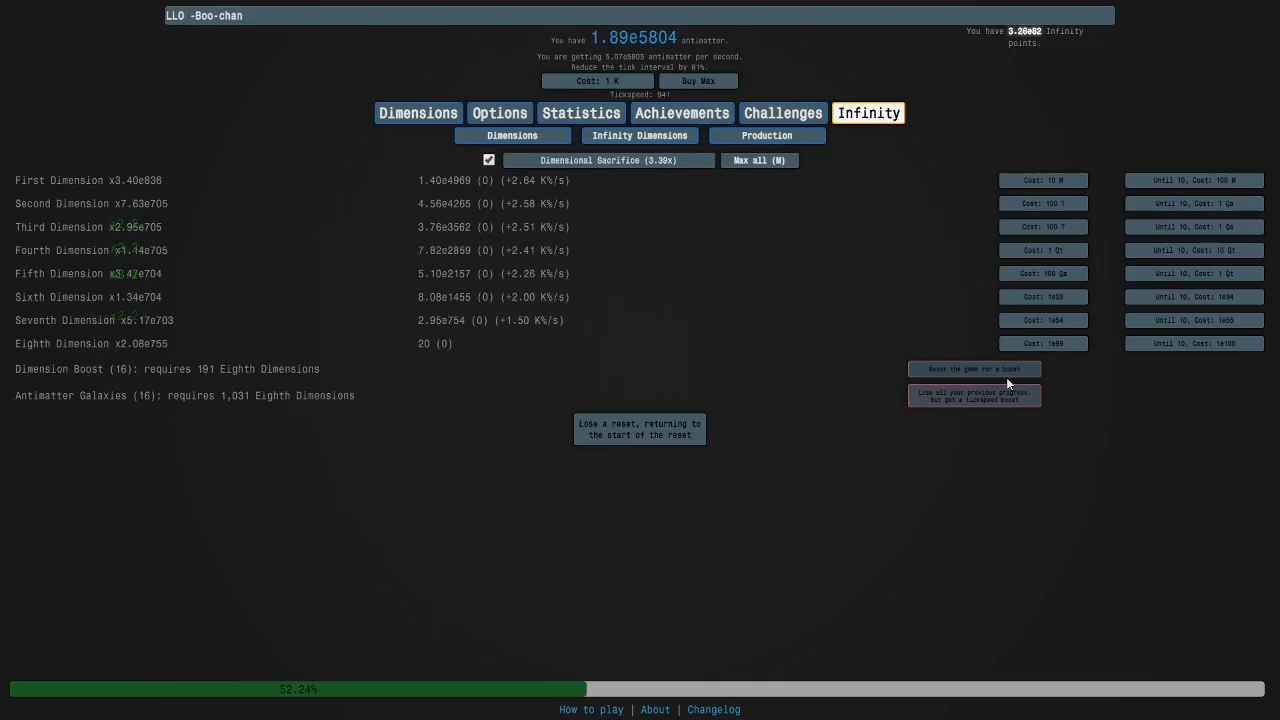 LLO -Boo-chan
You have 1.89e5804 antimatter.
You have 3.26e82 Infinity
points.
You are getting 5.07e5805 antimatter per second.
Reduce the tick interval by 81%.
Cost: 1 K Buy Max
Tickspeed: 941
Dimensions Options Statistics Achievements Challenges Infinity
Dimensions Infinity Dimensions Production
Dimensional Sacrifice (3.39x) Max all (M)
First Dimension x3.40e836 1.40e4969 (0) (+2.64 K%/s) Cost: 10 M Until 10, Cost: 100 M
Second Dimension x7.63e705 4.56e4265 (0) (+2.58 K%/s) Cost: 100 T Until 10, Cost: 1 Qa
Third Dimension x2.95e705 3.76e3562 (0) (+2.51 K%/s) Cost: 100 T Until 10, Cost: 1 Qa
Fourth Dimension x1.14e705 7.82e2859 (0) (+2.41 K%/s) Cost: 1 Qt Until 10, Cost: 10 Qt
Fifth Dimension 5.10e2157 (0) (+2.26 K%/s) Cost: 100 Qa Until 10, Cost: 1 Qt
Sixth Dimension x1.34e704 8.08e1455 (0) (+2.00 K%/s) Cost: 1e33 Until 10, Cost: 1e34
Seventh Dimension x5.17e703 2.95e754 (0) (+1.50 K%/s) Cost: 1e54 Until 10, Cost: 1e55
Eighth Dimension x2.08e755 20 (0) Cost: 1e99 Until 10, Cost: 1e100
Dimension Boost (16): requires 191 Eighth Dimensions Reset the game for a boost
Antimatter Galaxies (16): requires 1,031 Eighth Dimensions Lose all your previous progress,
but get a tickspeed boost
Lose a reset, returning to
the start of the reset
52.24%
How to play | About | Changelog